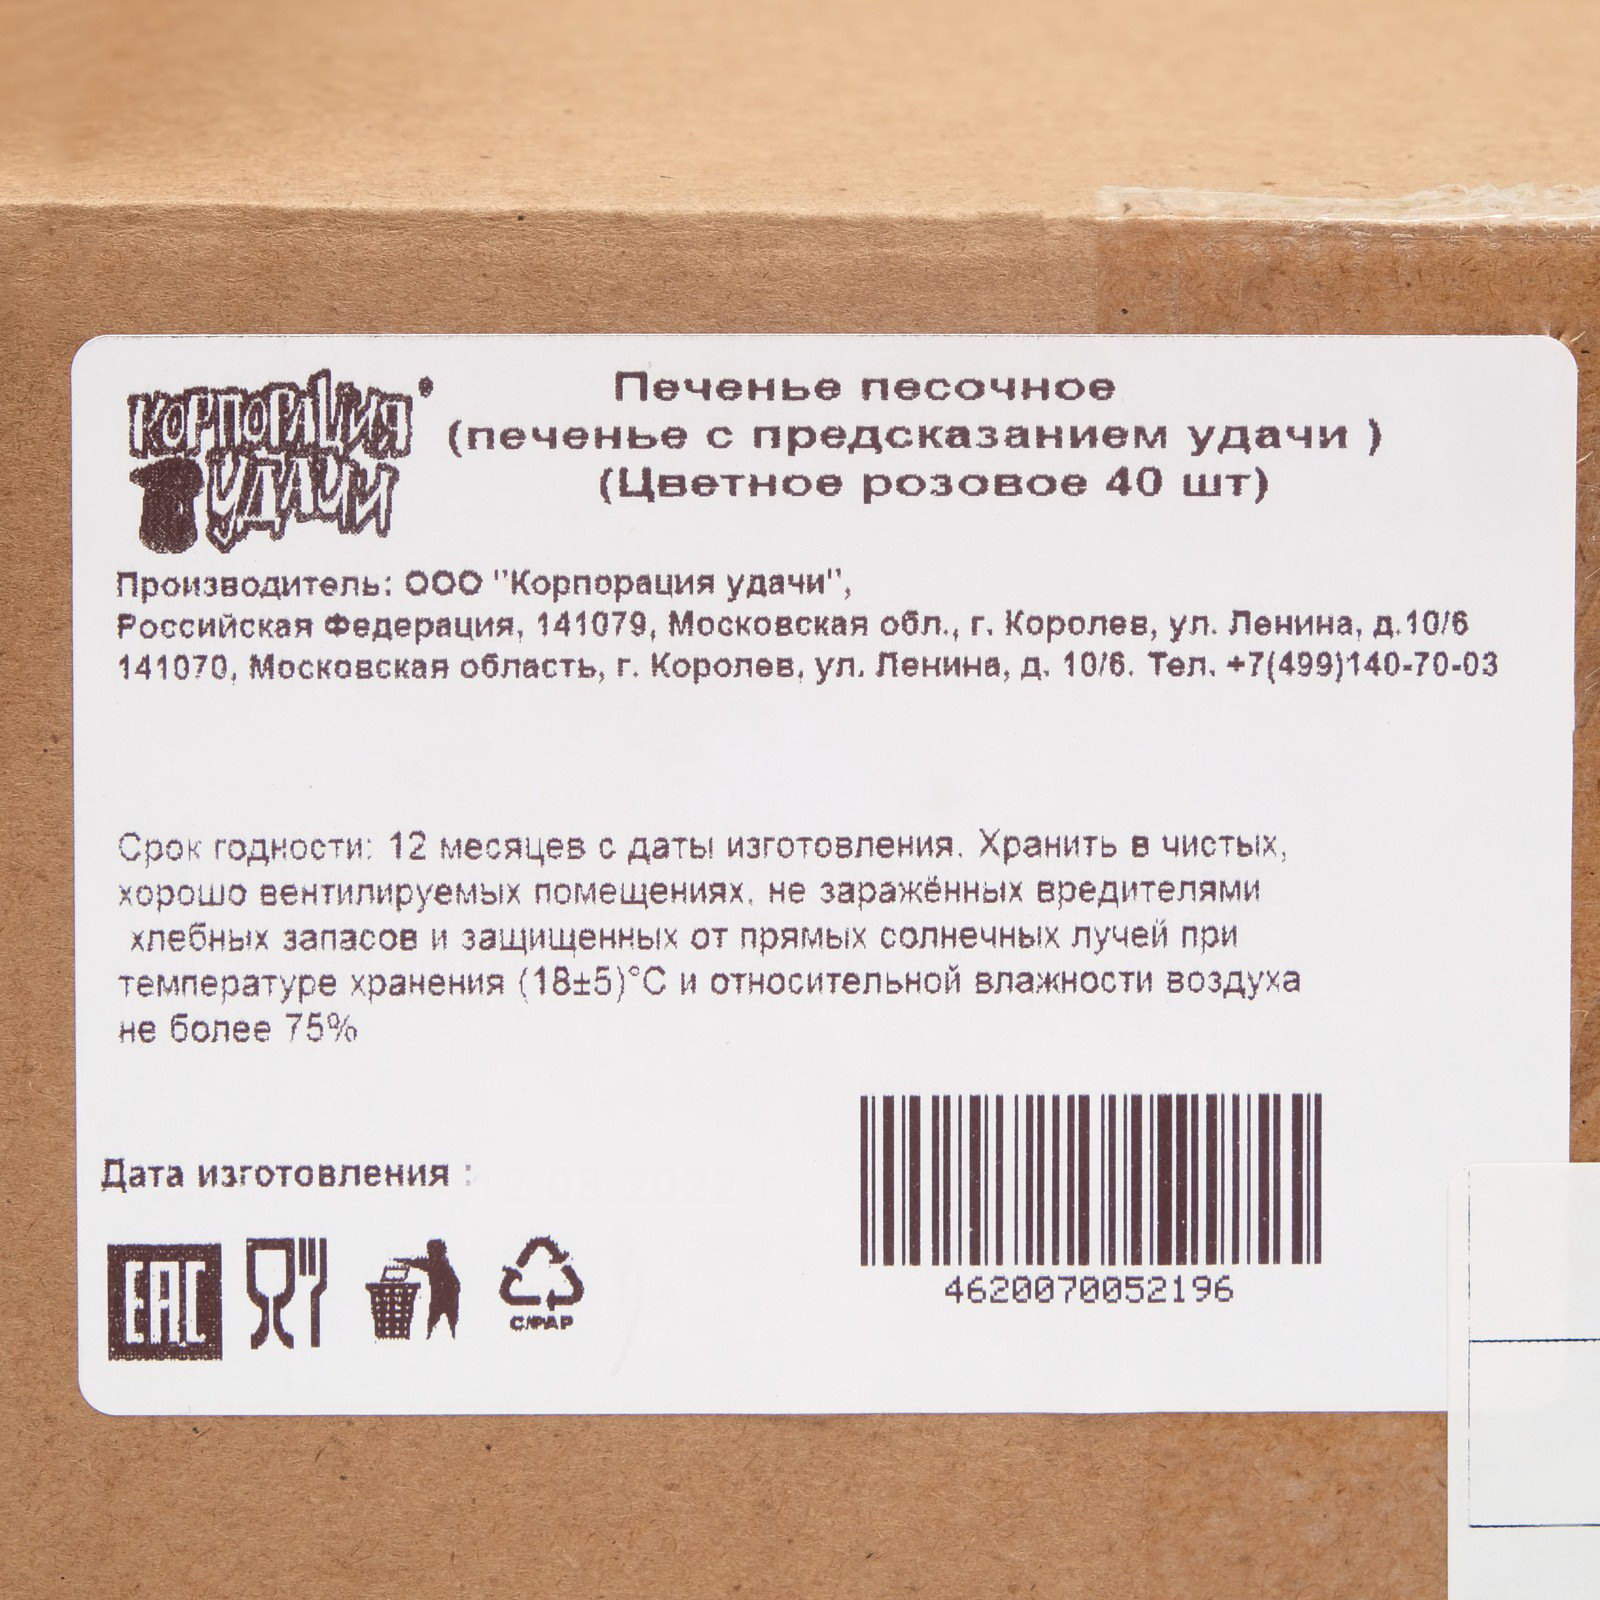 КОРПОРАЦИЯ®
УДАЧИ
Печенье песочное
(печенье с предсказанием удачи )
(Цветное розовое 40 шт)
Производитель: ООО "Корпорация удачи",
Российская Федерация, 141079, Московская обл., г. Королев, ул. Ленина, д.10/6
141070, Московская область, г. Королев, ул. Ленина, д. 10/6. Тел. +7(499)140-70-03
Срок годности: 12 месяцев с даты изготовления. Хранить в чистых,
хорошо вентилируемых помещениях, не заражённых вредителями
хлебных запасов и защищенных от прямых солнечных лучей при
температуре хранения (18±5)°С и относительной влажности воздуха
не более 75%
Дата изготовления :
EAC
C/PAP
4620070052196